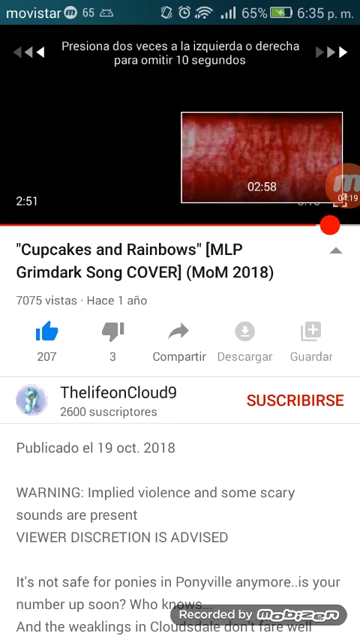 movistar 65 65% 6:35 p. m.
Presiona dos veces a la izquierda o derecha
para omitir 10 segundos
02:58
04:19
2:51
"Cupcakes and Rainbows" [MLP
Grimdark Song COVER] (MoM 2018)
7075 vistas · Hace 1 año
207 3 Compartir Descargar Guardar
ThelifeonCloud9
2600 suscriptores
SUSCRIBIRSE
Publicado el 19 oct. 2018
WARNING: Implied violence and some scary
sounds are present
VIEWER DISCRETION IS ADVISED
It's not safe for ponies in Ponyville anymore..is your
number up soon? Who knows...
Recorded by Mobizen
And the weaklings in Cloudsdale don't fare well